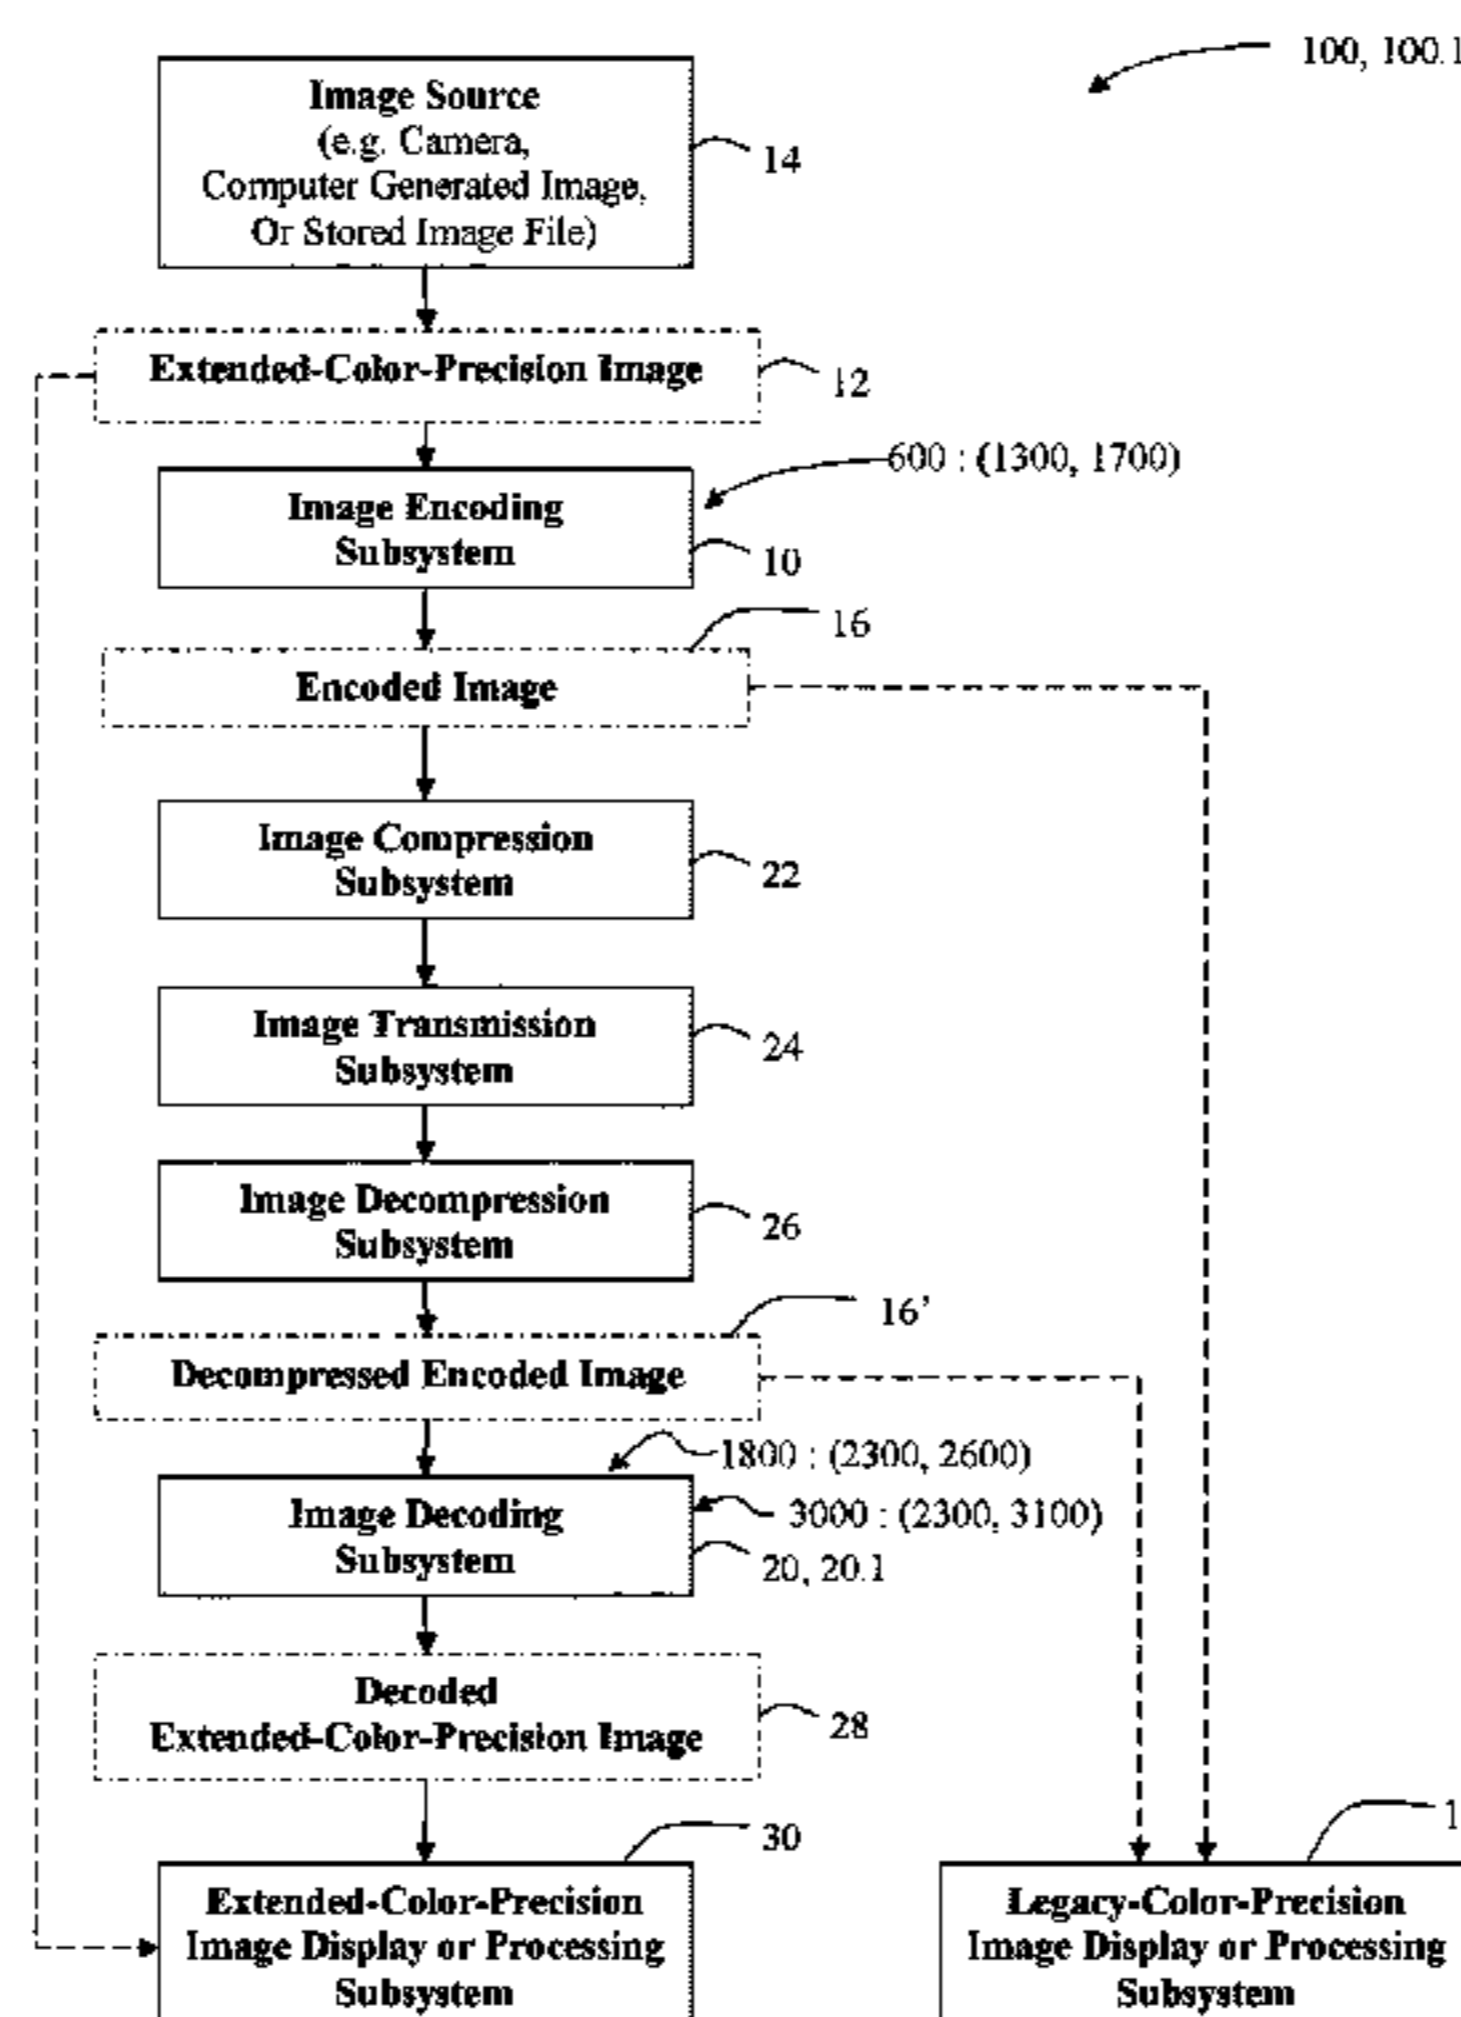 100, 100.1
Image Source
(e.g. Camera,
Computer Generated Image,
Or Stored Image File)
14
Extended-Color-Precision Image
12
600 : (1300, 1700)
Image Encoding
Subsystem
10
16
Encoded Image
Image Compression
Subsystem
22
Image Transmission
Subsystem
24
Image Decompression
Subsystem
26
16’
Decompressed Encoded Image
1800 : (2300, 2600)
3000 : (2300, 3100)
Image Decoding
Subsystem
20, 20.1
Decoded
Extended-Color-Precision Image
28
30
Extended-Color-Precision
Image Display or Processing
Subsystem
Legacy-Color-Precision
Image Display or Processing
Subsystem